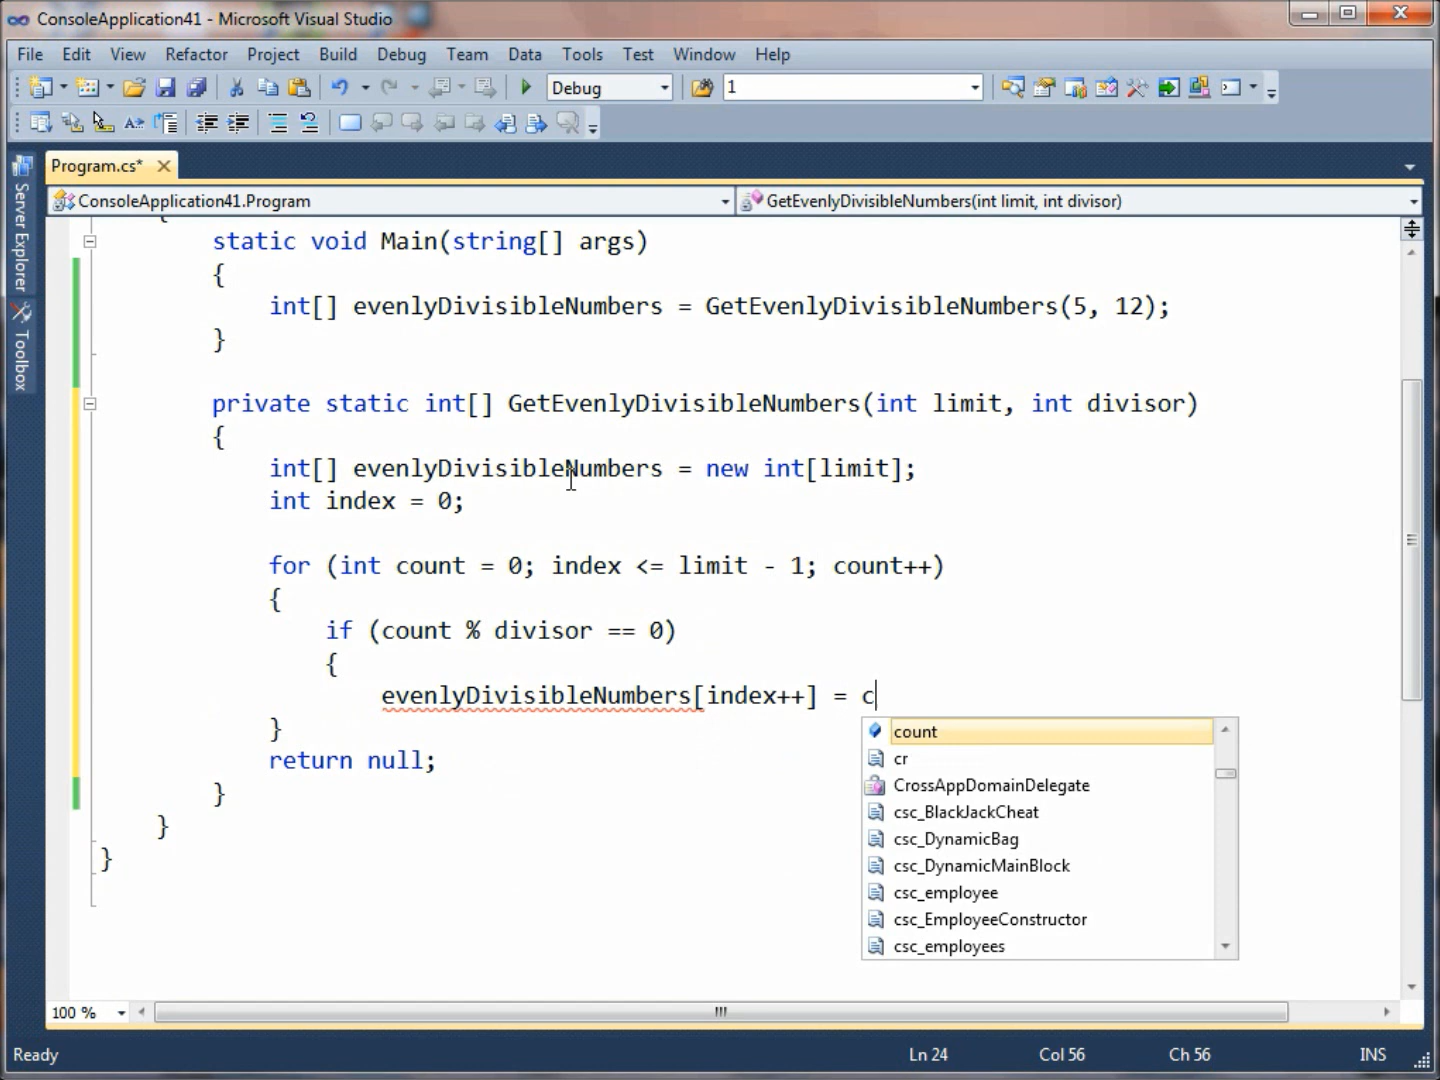 ConsoleApplication41 - Microsoft Visual Studio
File Edit View Refactor Project Build Debug Team Data Tools Test Window Help
Debug 1
Program.cs*
ConsoleApplication41.Program GetEvenlyDivisibleNumbers(int limit, int divisor)
Server Explorer
Toolbox
{
static void Main(string[] args)
{
int[] evenlyDivisibleNumbers = GetEvenlyDivisibleNumbers(5, 12);
}
private static int[] GetEvenlyDivisibleNumbers(int limit, int divisor)
{
int[] evenlyDivisibleNumbers = new int[limit];
int index = 0;
for (int count = 0; index <= limit - 1; count++)
{
if (count % divisor == 0)
{
evenlyDivisibleNumbers[index++] = c
}
return null;
}
}
}
count
cr
CrossAppDomainDelegate
csc_BlackJackCheat
csc_DynamicBag
csc_DynamicMainBlock
csc_employee
csc_EmployeeConstructor
csc_employees
100 %
Ready Ln 24 Col 56 Ch 56 INS